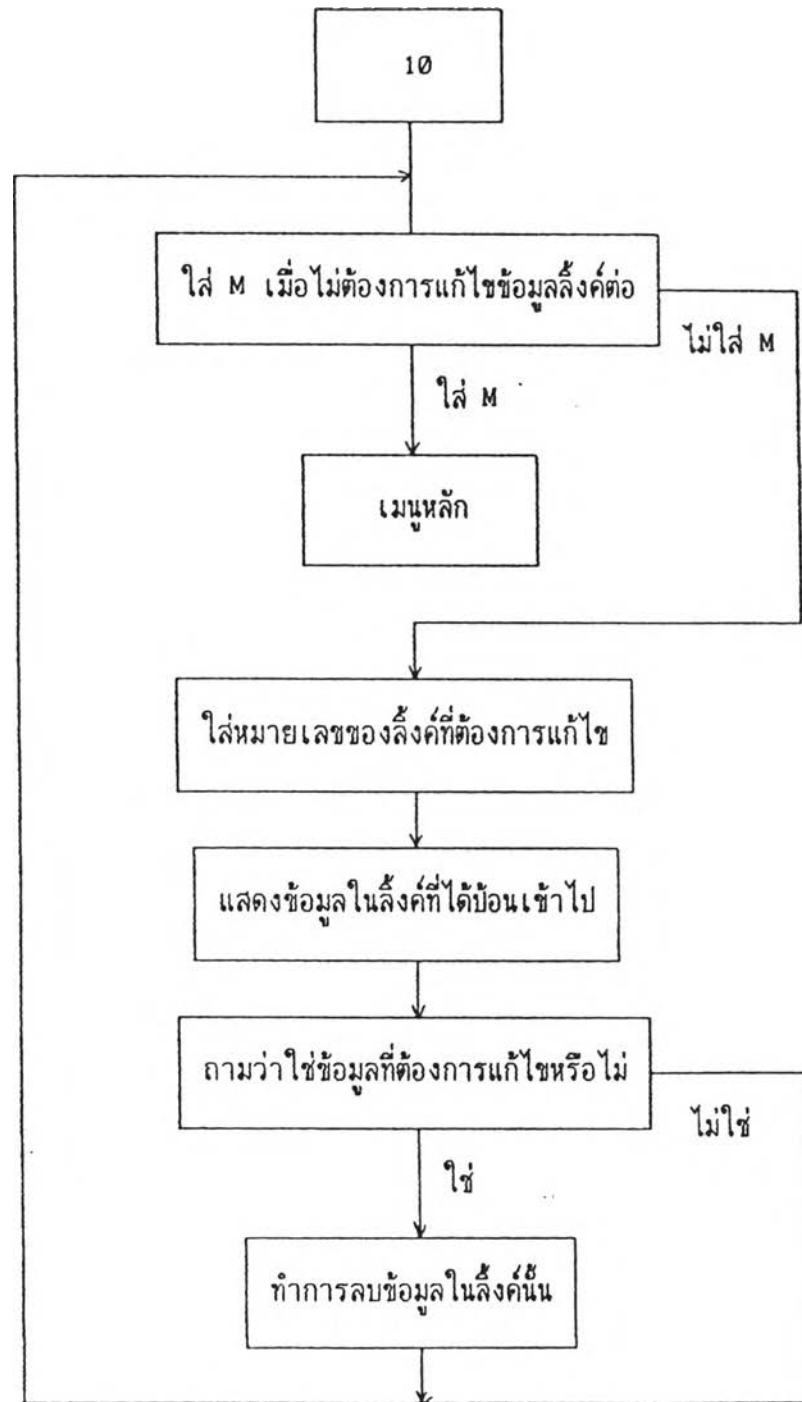 10
ใส่ M เมื่อไม่ต้องการแก้ไขข้อมูลลิ้งค์ต่อ
ไม่ใส่ M
ใส่ M
เมนูหลัก
ใส่หมายเลขของลิ้งค์ที่ต้องการแก้ไข
แสดงข้อมูลในลิ้งค์ที่ได้ป้อนเข้าไป
ถามว่าใช่ข้อมูลที่ต้องการแก้ไขหรือไม่
ไม่ใช่
ใช่
ทำการลบข้อมูลในลิ้งค์นั้น